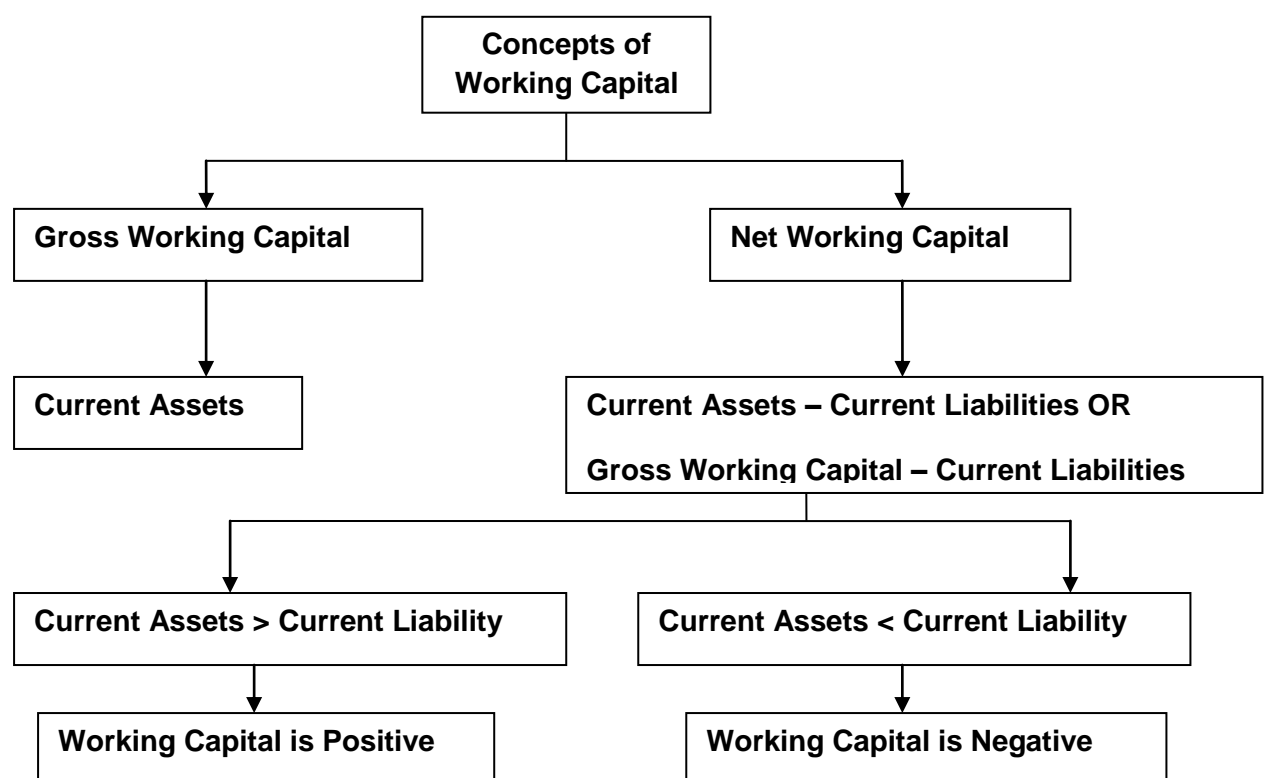 Concepts of
Working Capital
Gross Working Capital
Net Working Capital
Current Assets
Current Assets – Current Liabilities OR
Gross Working Capital – Current Liabilities
Current Assets > Current Liability
Current Assets < Current Liability
Working Capital is Positive
Working Capital is Negative